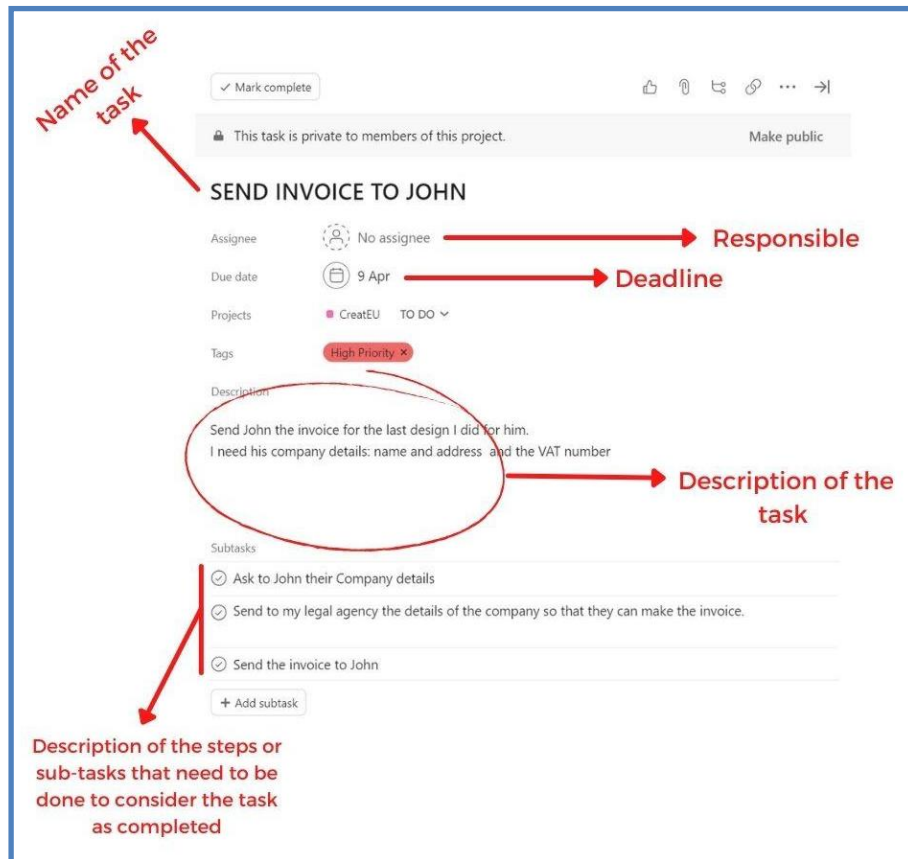 Name of the
task
Mark complete
This task is private to members of this project.
Make public
SEND INVOICE TO JOHN
Assignee
No assignee
Responsible
Due date
9 Apr
Deadline
Projects
CreatEU
TO DO
Tags
High Priority ×
Description
Send John the invoice for the last design I did for him.
I need his company details: name and address and the VAT number
Description of the
task
Subtasks
Ask to John their Company details
Send to my legal agency the details of the company so that they can make the invoice.
Send the invoice to John
+ Add subtask
Description of the steps or
sub-tasks that need to be
done to consider the task
as completed